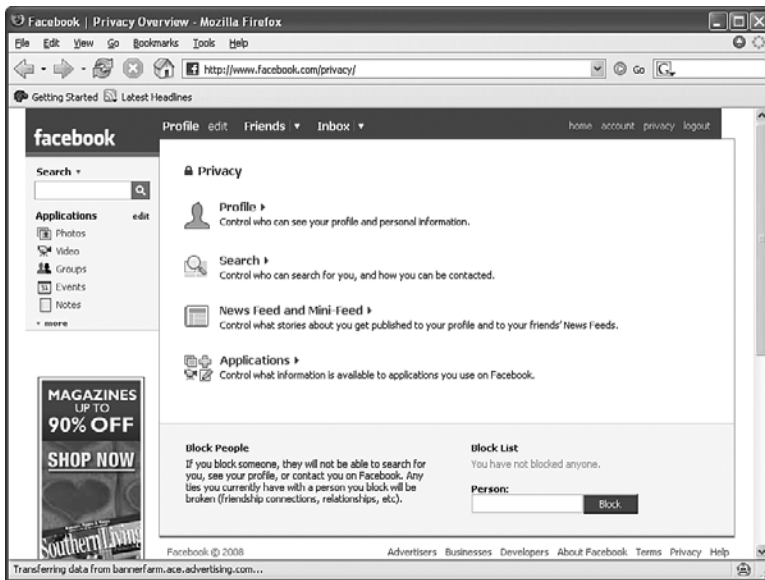 Facebook | Privacy Overview - Mozilla Firefox
File Edit View Go Bookmarks Tools Help
http://www.facebook.com/privacy/
Go
G
Getting Started Latest Headlines
facebook
Profile edit Friends Inbox
home account privacy logout
Search
Applications edit
Photos
Video
Groups
31 Events
Notes
more
MAGAZINES
UP TO
90% OFF
SHOP NOW
Southern Living
Privacy
Profile
Control who can see your profile and personal information.
Search
Control who can search for you, and how you can be contacted.
News Feed and Mini-Feed
Control what stories about you get published to your profile and to your friends' News Feeds.
Applications
Control what information is available to applications you use on Facebook.
Block People
If you block someone, they will not be able to search for
you, see your profile, or contact you on Facebook. Any
ties you currently have with a person you block will be
broken (friendship connections, relationships, etc).
Block List
You have not blocked anyone.
Person:
Block
Facebook © 2008
Advertisers Businesses Developers About Facebook Terms Privacy Help
Transferring data from bannerfarm.ace.advertising.com...